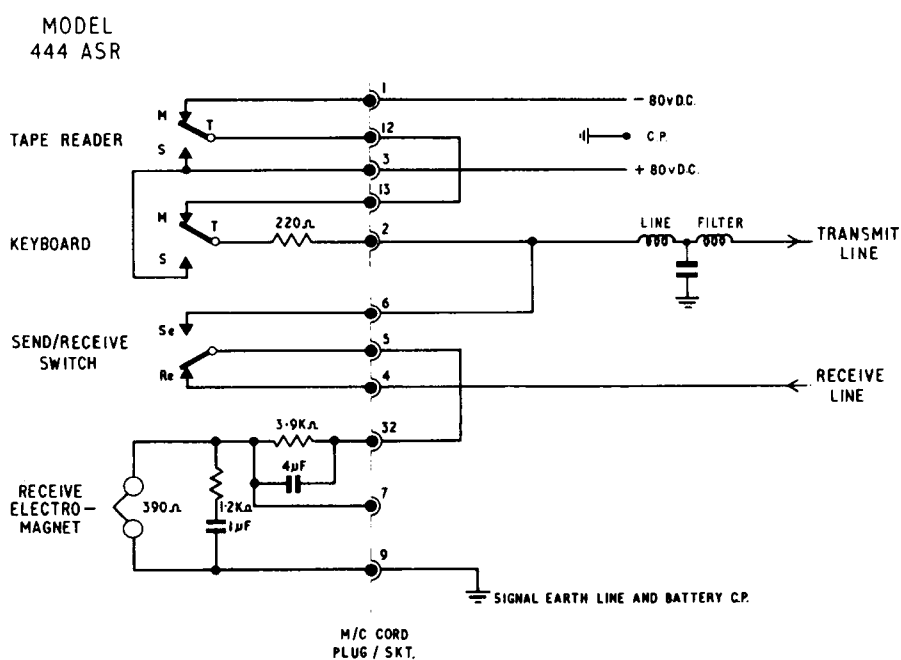 MODEL
444 ASR
1
M
- 80V D.C.
TAPE READER
T
12
C.P.
S
3
+ 80V D.C.
13
M
T
220Ω
2
LINE FILTER
TRANSMIT
LINE
KEYBOARD
S
6
Se
SEND/RECEIVE
SWITCH
5
Re
4
RECEIVE
LINE
3·9KΩ
32
4µF
RECEIVE
ELECTRO-
MAGNET
390Ω
1·2KΩ
1µF
7
9
SIGNAL EARTH LINE AND BATTERY C.P.
M/C CORD
PLUG / SKT.